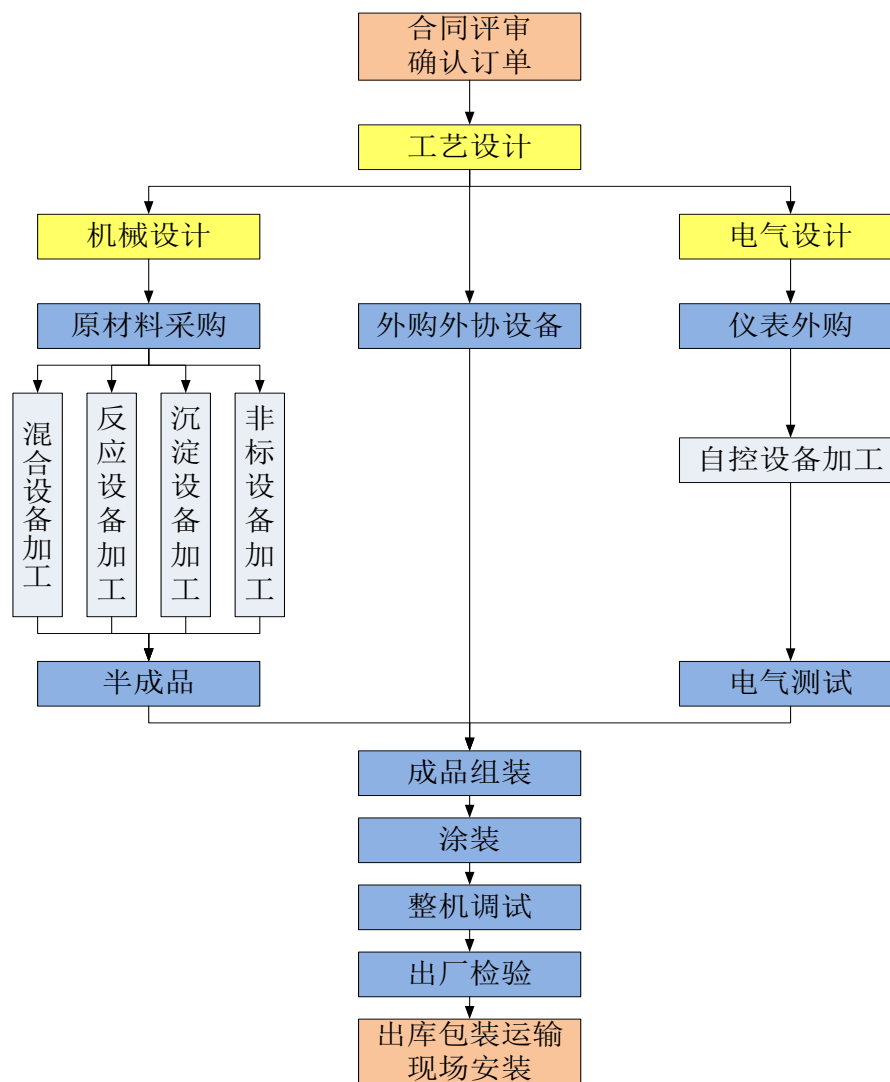 合同评审
确认订单
工艺设计
机械设计
电气设计
原材料采购
外购外协设备
仪表外购
混合设备加工
反应设备加工
沉淀设备加工
非标设备加工
自控设备加工
半成品
电气测试
成品组装
涂装
整机调试
出厂检验
出库包装运输
现场安装